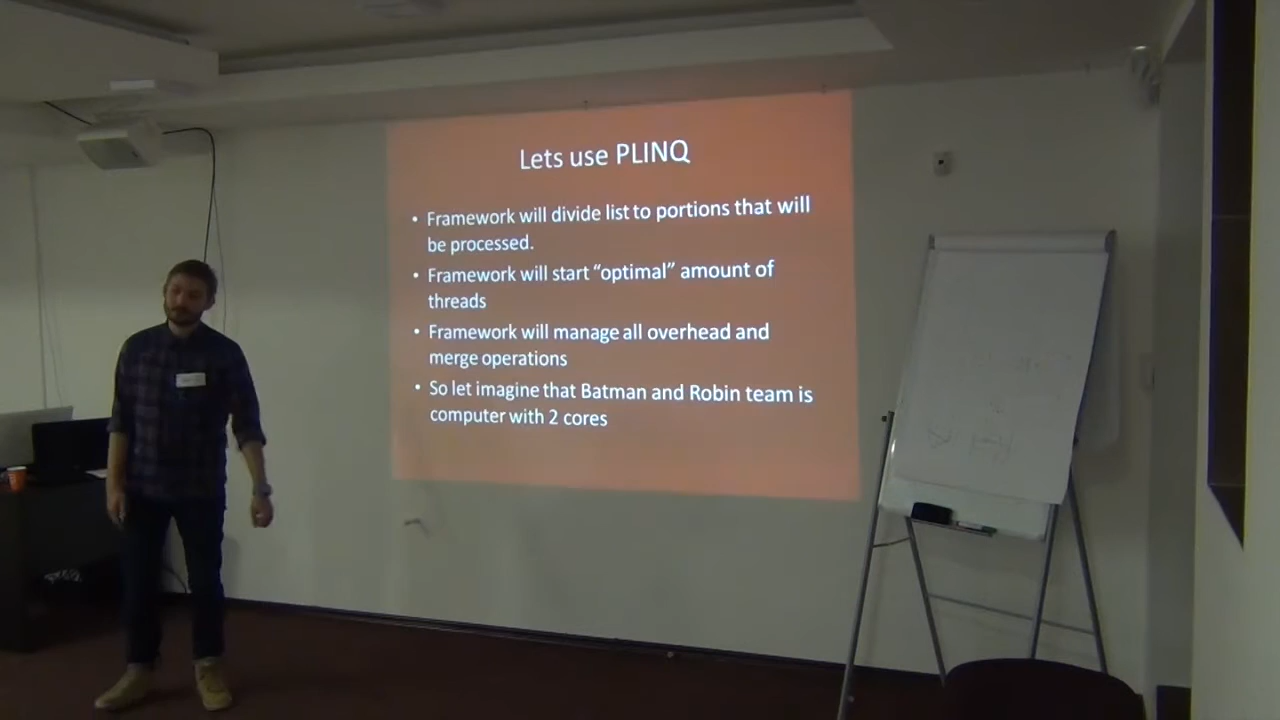 Lets use PLINQ
• Framework will divide list to portions that will
be processed.
• Framework will start “optimal” amount of
threads
• Framework will manage all overhead and
merge operations
• So let imagine that Batman and Robin team is
computer with 2 cores